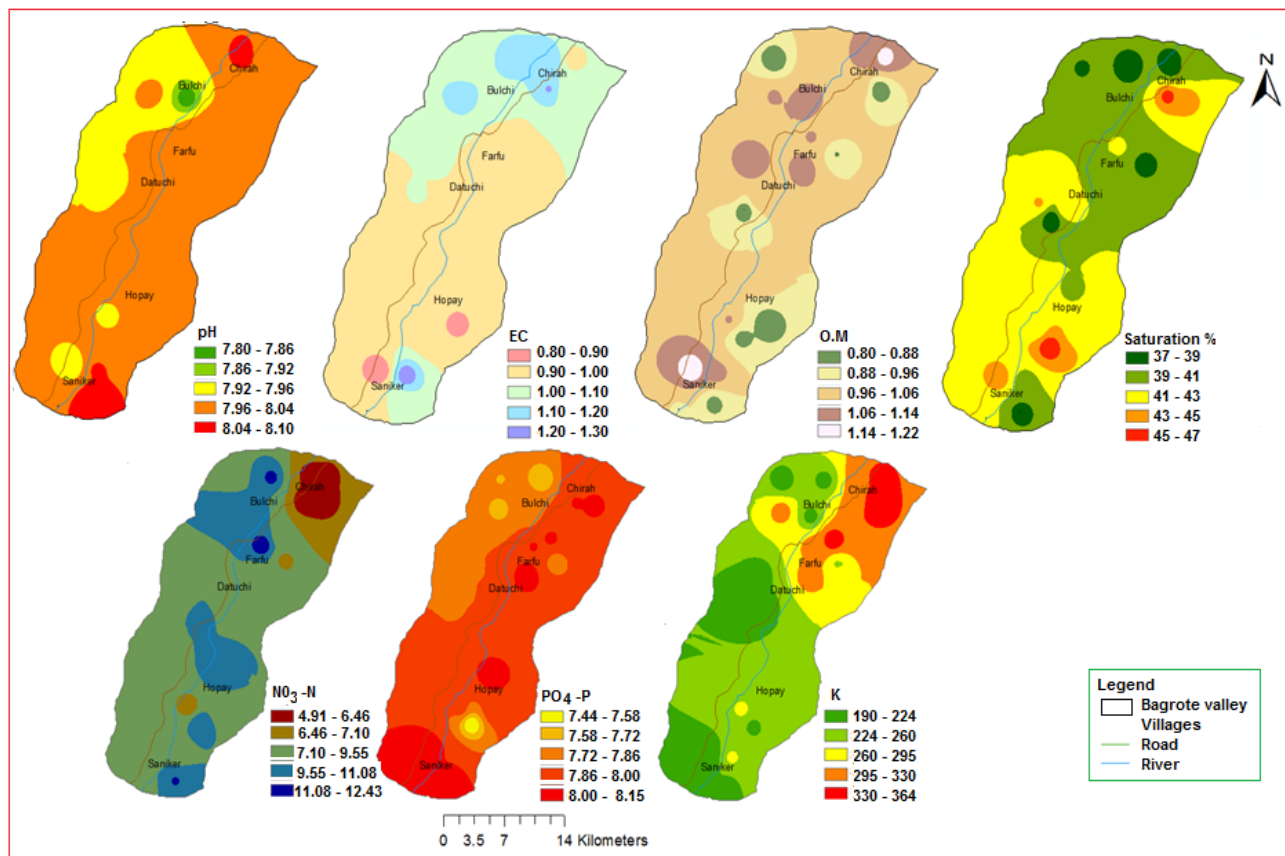 Chirah
Bulchi
Farfu
Datuchi
Hopay
Saniker
pH
7.80 - 7.86
7.86 - 7.92
7.92 - 7.96
7.96 - 8.04
8.04 - 8.10
Chirah
Bulchi
Farfu
Datuchi
Hopay
Saniker
EC
0.80 - 0.90
0.90 - 1.00
1.00 - 1.10
1.10 - 1.20
1.20 - 1.30
Chirah
Bulchi
Farfu
Datuchi
Hopay
Saniker
O.M
0.80 - 0.88
0.88 - 0.96
0.96 - 1.06
1.06 - 1.14
1.14 - 1.22
Chirah
Bulchi
Farfu
Datuchi
Hopay
Saniker
Saturation %
37 - 39
39 - 41
41 - 43
43 - 45
45 - 47
N
Chirah
Bulchi
Farfu
Datuchi
Hopay
Saniker
N03 -N
4.91 - 6.46
6.46 - 7.10
7.10 - 9.55
9.55 - 11.08
11.08 - 12.43
Chirah
Bulchi
Farfu
Datuchi
Hopay
Saniker
PO4 -P
7.44 - 7.58
7.58 - 7.72
7.72 - 7.86
7.86 - 8.00
8.00 - 8.15
Chirah
Bulchi
Farfu
Datuchi
Hopay
Saniker
K
190 - 224
224 - 260
260 - 295
295 - 330
330 - 364
Legend
Bagrote valley
Villages
Road
River
0 3.5 7 14 Kilometers